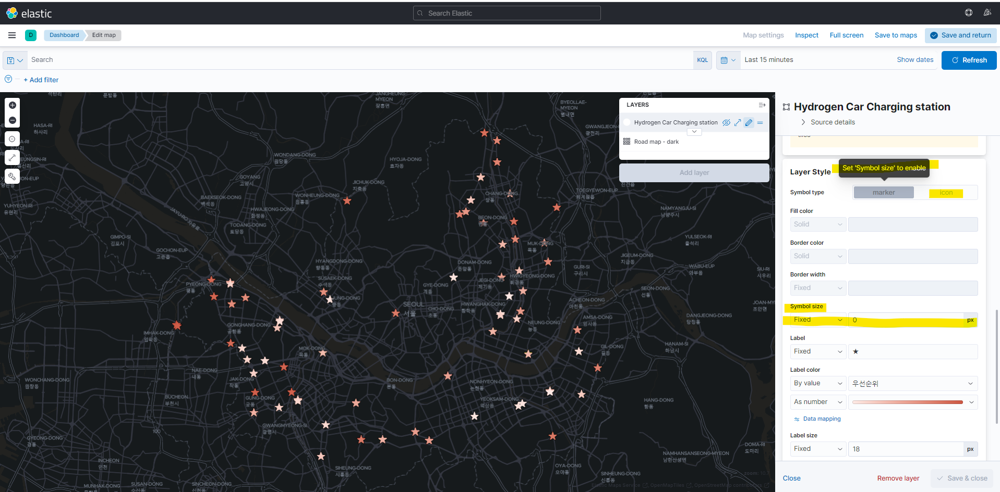 elastic
Search Elastic
D
Dashboard
Edit map
Map settings
Inspect
Full screen
Save to maps
Save and return
Search
KQL
Last 15 minutes
Show dates
Refresh
+ Add filter
JANGHEUNG-
MYEON
장흥면
BYEOLLAE-
MYEON
별내면
HASA-RI
하사리
GWANGJEON-
광전리
WONDANG-DONG
원당동
HYOJA-DONG
효자동
GOYANG
고양시
JICHUK-DONG
지축동
CHANG-DONG
창동
TOEGYEWON-EUP
퇴계원읍
YUHYEON-RI
유현리
BAEKSEOK-DONG
백석동
WONHEUNG-DONG
원흥동
HWAJEONG-DONG
화정동
NAMYANGJU-SI
남양주시
JAYU-RO 자유로
TODANG-DONG
토당동
BEON-DONG
번동
GIMPO-SI
김포시
YULSEOK-RI
율석리
GOCHON-EUP
고촌읍
MUK-DONG
묵동
HYANGDONG-DONG
향동동
DONAM-DONG
돈암동
JIGEUM-DONG
지금동
GURI-SI
구리시
WABU-EUP
와부읍
SIU-RI
시우리
SUSAEK-DONG
수색동
HWIGYEONG-DONG
휘경동
JEGI-DONG
제기동
PYEONG-DONG
평동
GYE-DONG
계동
SEON-DONG
선동
SEOUL
서울
CHO-DONG
초동
HWANGHAK-DONG
황학동
ACHEON-DONG
아천동
JOAN-MY
조안면
AMSA-DONG
암사동
DANGJEONG-DONG
당정동
GONGHANG-DONG
공항동
NEUNG-DONG
능동
IMHAK-DONG
임학동
MOK-DONG
목동
GIL-DONG
길동
HANAM-SI
하남시
NAE-DONG
내동
WONCHANG-DONG
원창동
JAK-DONG
작동
BON-DONG
본동
NONHYEON-DONG
논현동
BUCHEON
부천시
GUNG-DONG
궁동
YEOKSAM-DONG
역삼동
HANG-DONG
항동
GWANGMYEONG-SI
광명시
100
GYEONG-DONG
경동
DOMA-RI
도마리
NAMHANSANSEONG-MYEON
남한산성면
INCHEON
인천
SIHEUNG-DONG
시흥동
OYA-DONG
오야동
SINHEUNG-DONG
신흥동
MUNHAK-DONG
SUSAN-DONG
SINCHEON-DONG
Elastic Maps Service
, OpenMapTiles
, OpenStreetMap contributors
LAYERS
Hydrogen Car Charging station
Road map - dark
Add layer
Hydrogen Car Charging station
Source details
Layer Style
Set 'Symbol size' to enable
Symbol type
marker
icon
Fill color
Solid
Border color
Solid
Border width
Fixed
Symbol size
Fixed
0
px
Label
Fixed
★
Label color
By value
우선순위
As number
Data mapping
Label size
Fixed
18
px
Close
Remove layer
Save & close